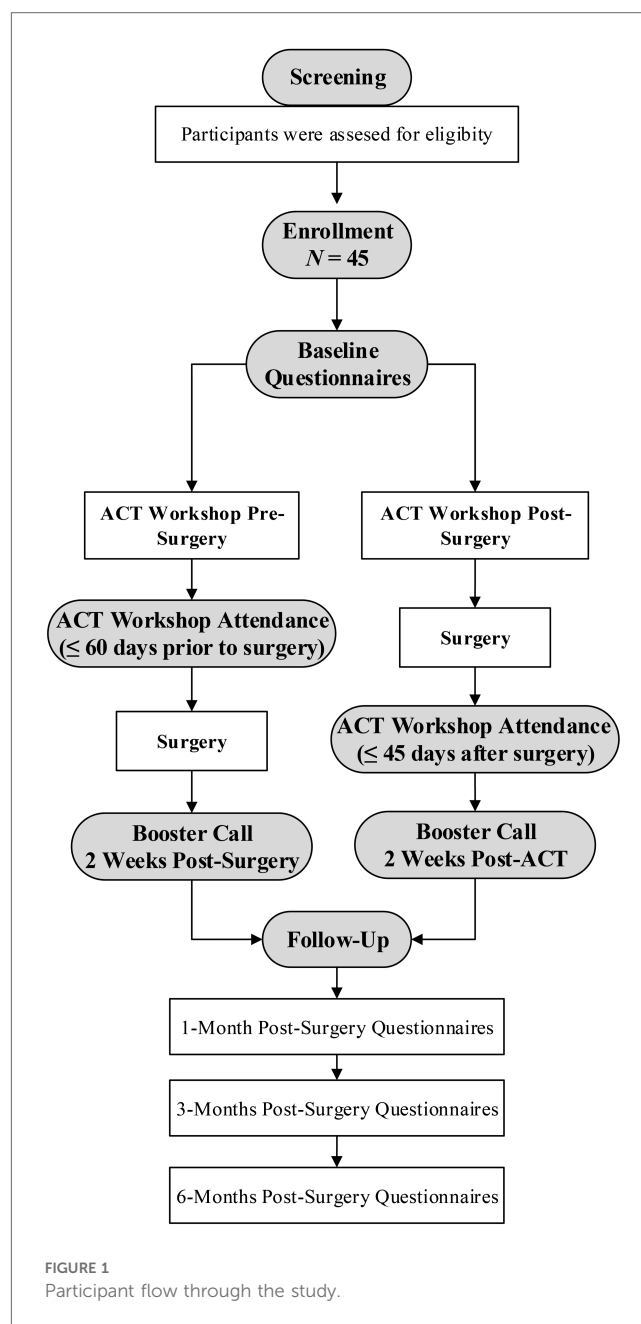 Screening
Participants were assesed for eligibity
Enrollment
N = 45
Baseline
Questionnaires
ACT Workshop Pre-
Surgery
ACT Workshop Attendance
(≤ 60 days prior to surgery)
Surgery
Booster Call
2 Weeks Post-Surgery
ACT Workshop Post-
Surgery
Surgery
ACT Workshop Attendance
(≤ 45 days after surgery)
Booster Call
2 Weeks Post-ACT
Follow-Up
1-Month Post-Surgery Questionnaires
3-Months Post-Surgery Questionnaires
6-Months Post-Surgery Questionnaires
FIGURE 1
Participant flow through the study.